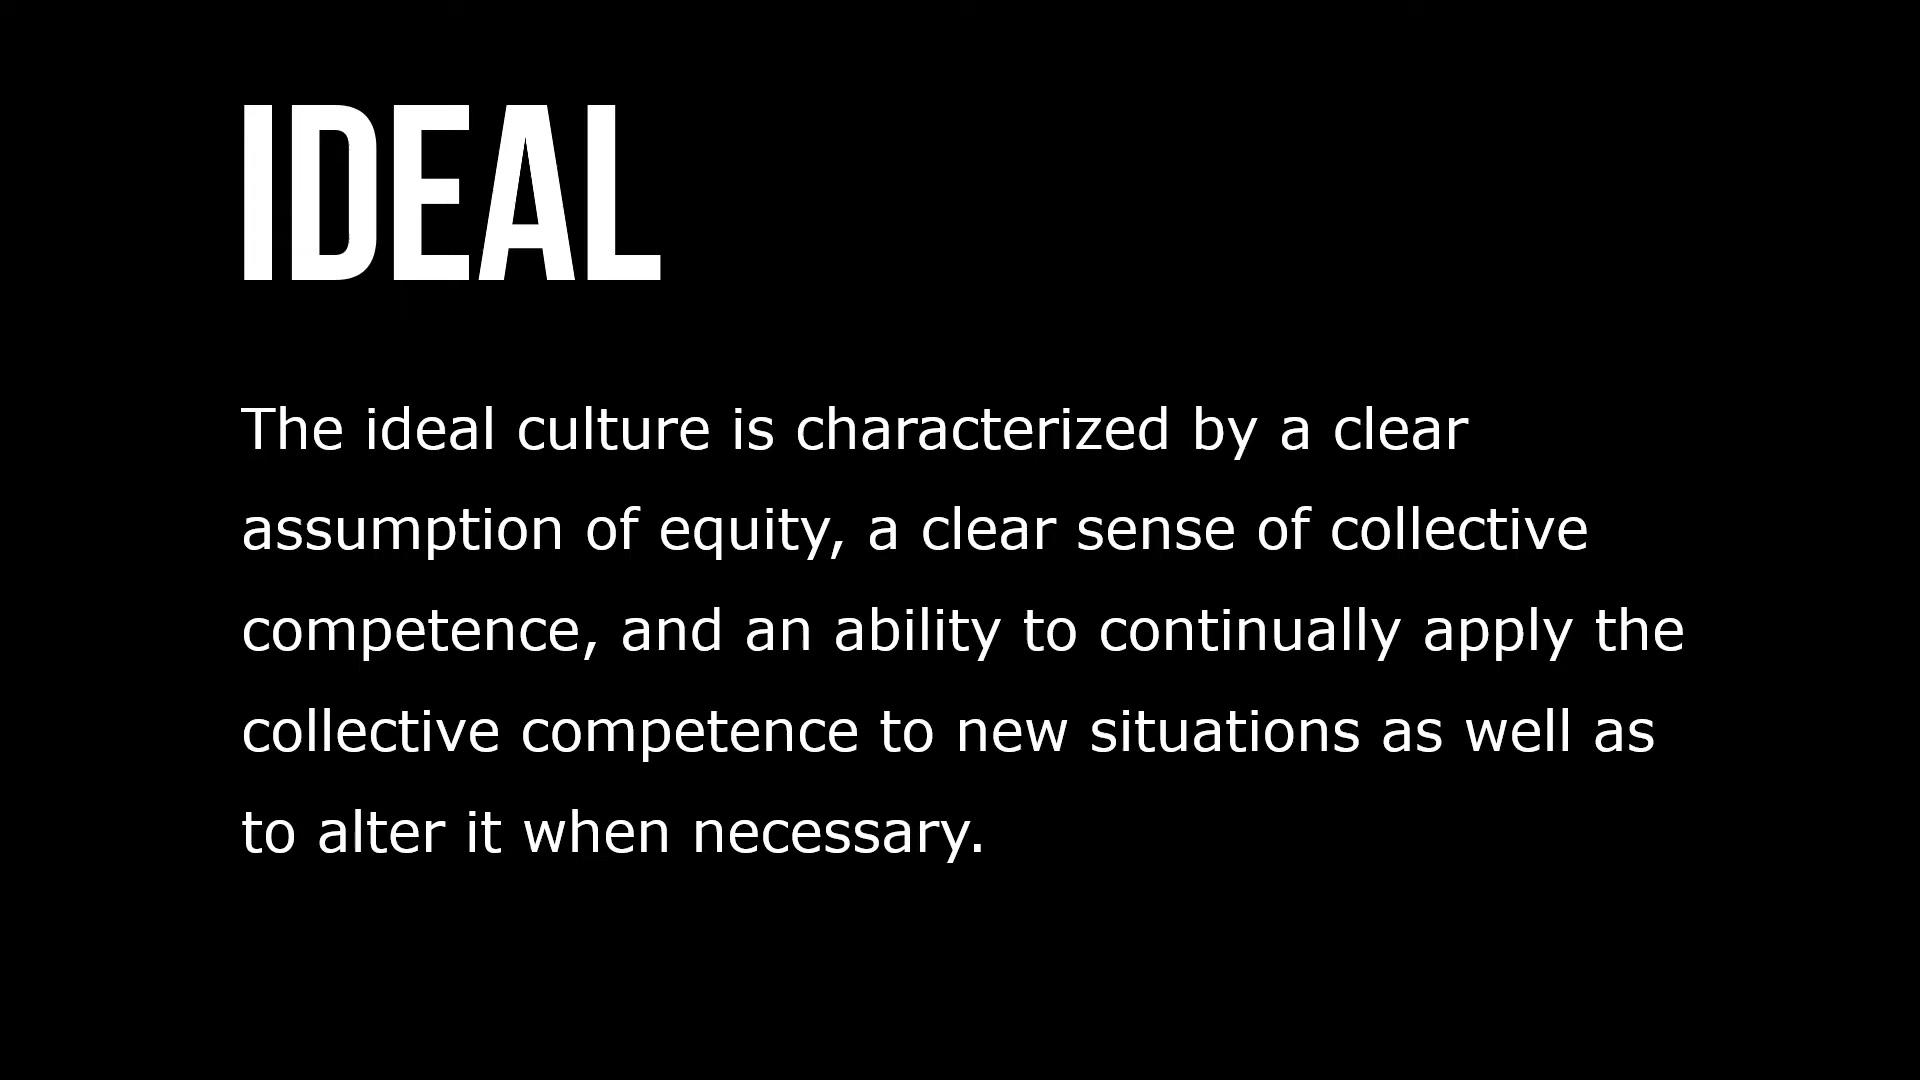 IDEAL
The ideal culture is characterized by a clear
assumption of equity, a clear sense of collective
competence, and an ability to continually apply the
collective competence to new situations as well as
to alter it when necessary.